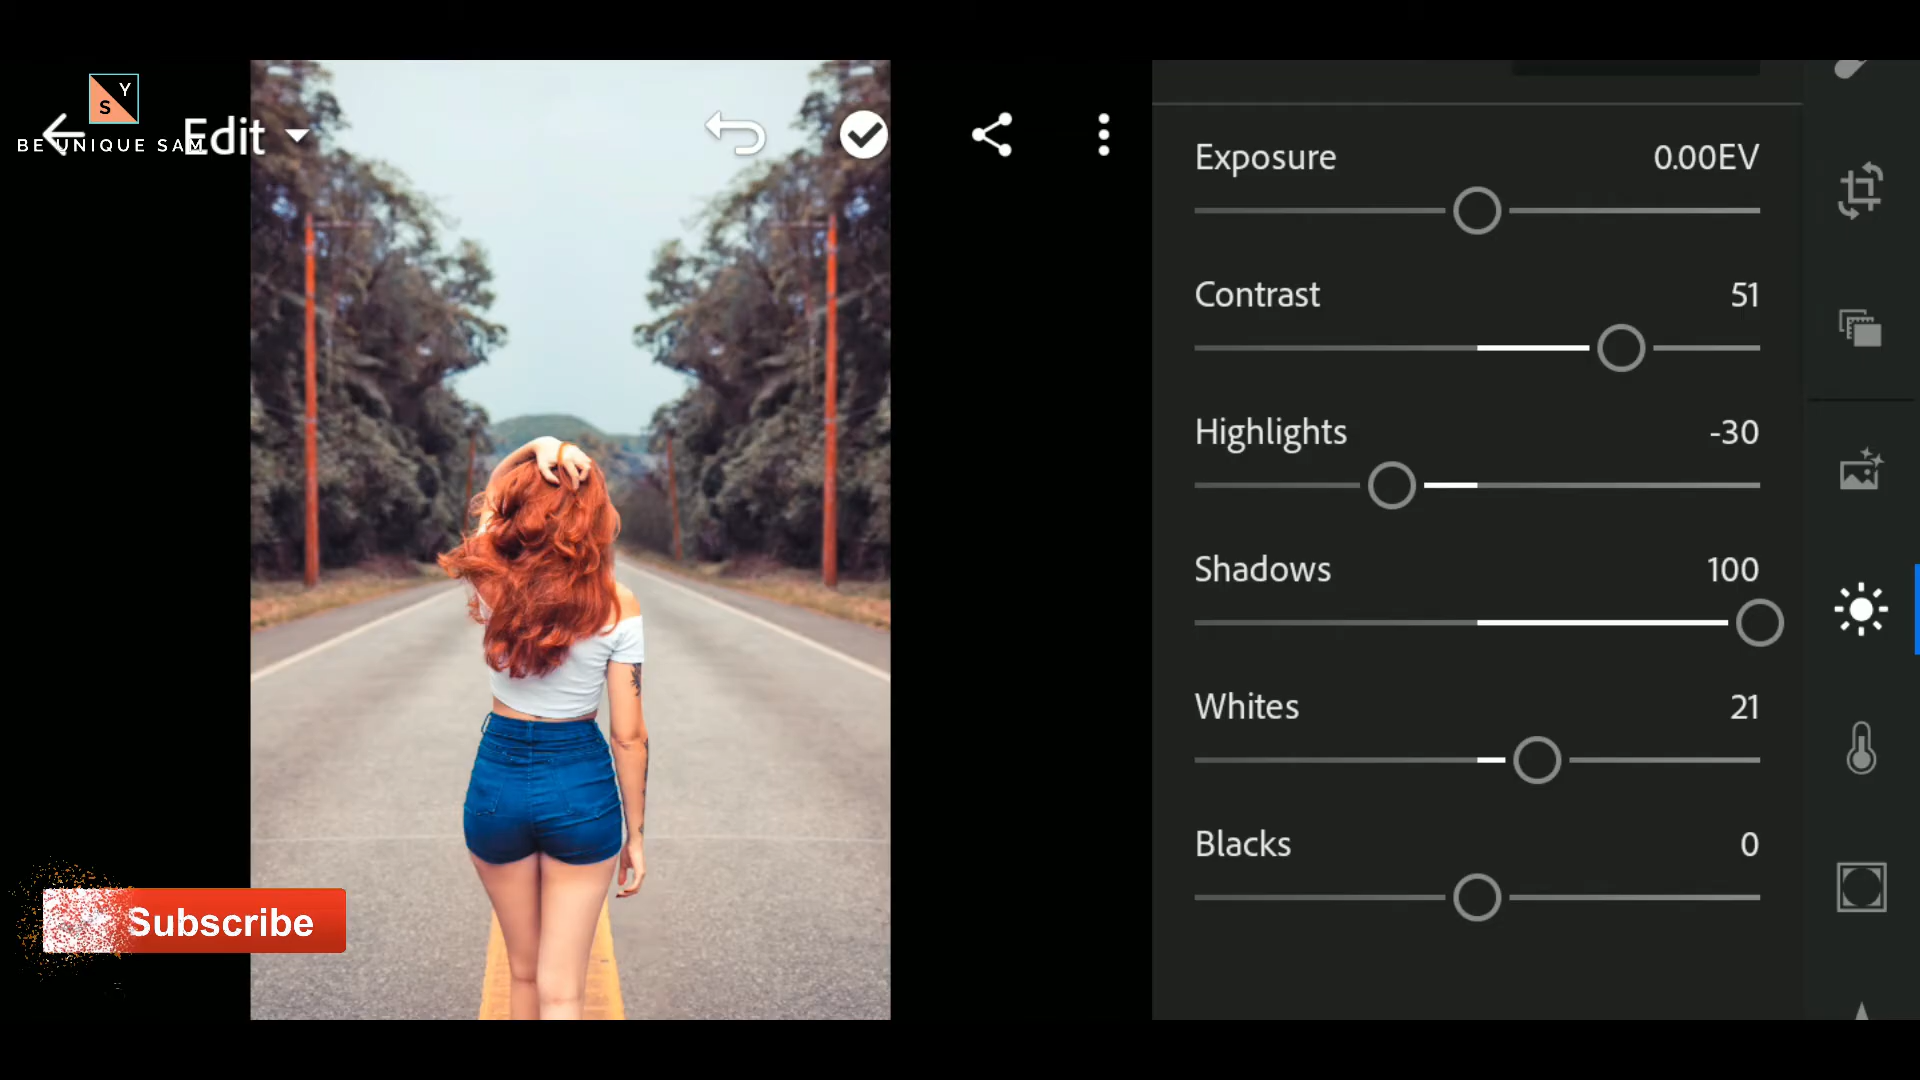 Y
S
BE UNIQUE SAM
Edit
Exposure 0.00EV
Contrast 51
Highlights -30
Shadows 100
Whites 21
Blacks 0
Subscribe